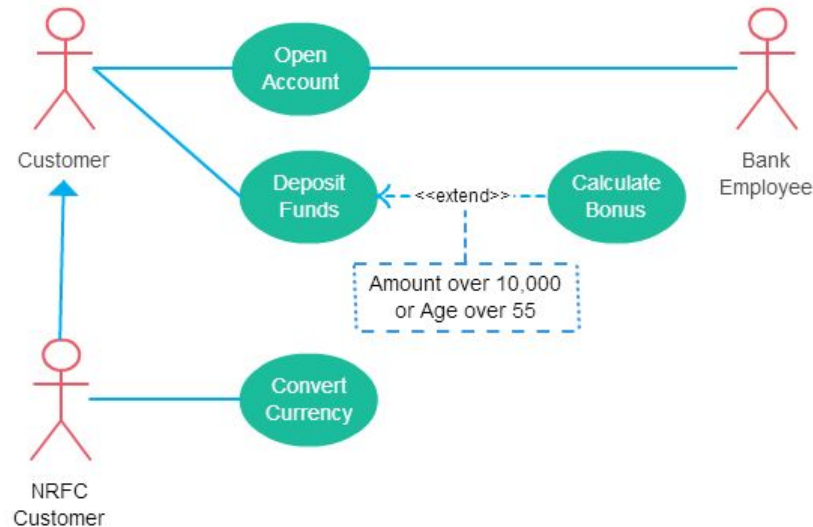 Open
Account
Customer
Bank
Employee
Deposit
Funds
<<extend>>
Calculate
Bonus
Amount over 10,000
or Age over 55
Convert
Currency
NRFC
Customer